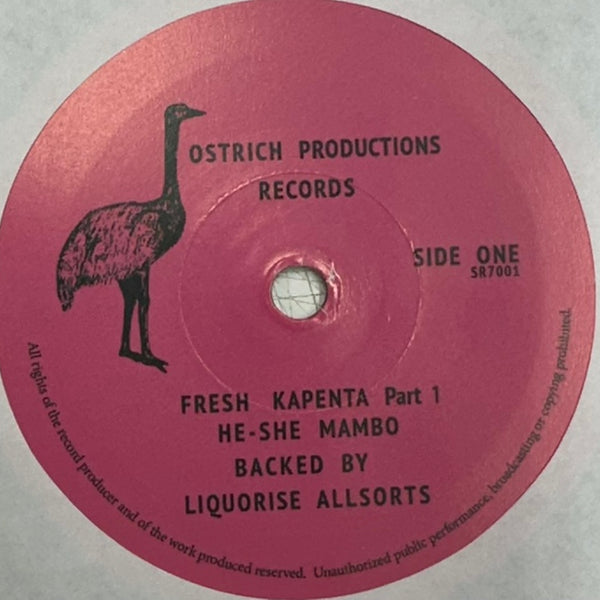 OSTRICH PRODUCTIONS
RECORDS
SIDE ONE
SR7001
FRESH KAPENTA Part 1
HE-SHE MAMBO
BACKED BY
LIQUORISE ALLSORTS
All rights of the record producer and of the work produced reserved. Unauthorized public performance, broadcasting or copying prohibited.